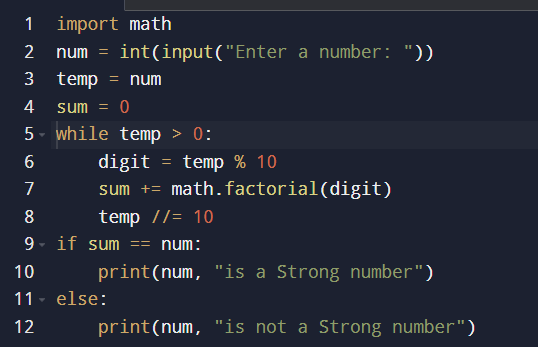 1 import math
2 num = int(input("Enter a number: "))
3 temp = num
4 sum = 0
5 while temp > 0:
6     digit = temp % 10
7     sum += math.factorial(digit)
8     temp //= 10
9 if sum == num:
10     print(num, "is a Strong number")
11 else:
12     print(num, "is not a Strong number")